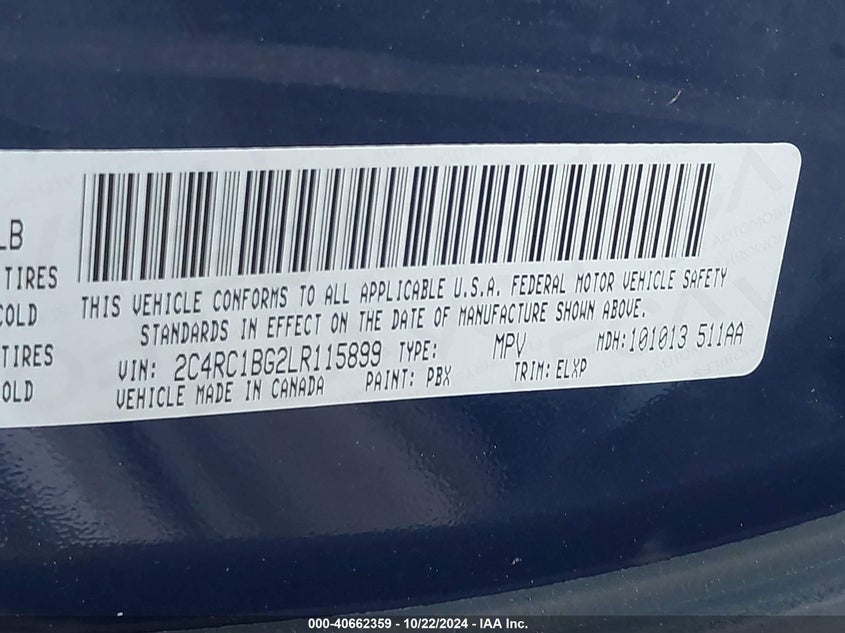 LB
TIRES
COLD
TIRES
OLD
THIS VEHICLE CONFORMS TO ALL APPLICABLE U.S.A. FEDERAL MOTOR VEHICLE SAFETY
STANDARDS IN EFFECT ON THE DATE OF MANUFACTURE SHOWN ABOVE.
VIN: 2C4RC1BG2LR115899 TYPE: MPV MDH:101013 511AA
VEHICLE MADE IN CANADA PAINT: PBX TRIM: ELXP
000-40662359 - 10/22/2024 - IAA Inc.